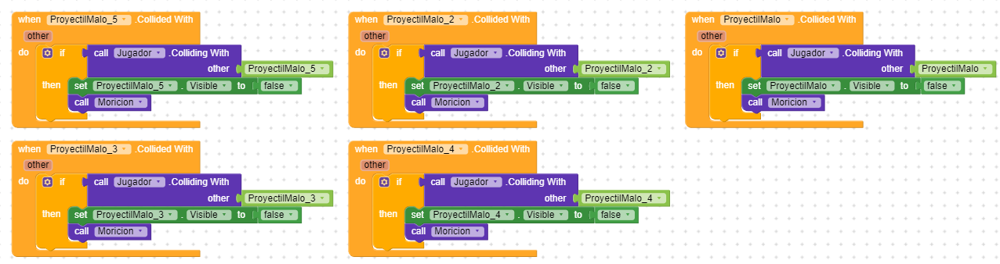 when ProyectilMalo_5 .Collided With
other
do if call Jugador .Colliding With
other ProyectilMalo_5
then set ProyectilMalo_5 . Visible to false
call Moricion
when ProyectilMalo_2 .Collided With
other
do if call Jugador .Colliding With
other ProyectilMalo_2
then set ProyectilMalo_2 . Visible to false
call Moricion
when ProyectilMalo .Collided With
other
do if call Jugador .Colliding With
other ProyectilMalo
then set ProyectilMalo . Visible to false
call Moricion
when ProyectilMalo_3 .Collided With
other
do if call Jugador .Colliding With
other ProyectilMalo_3
then set ProyectilMalo_3 . Visible to false
call Moricion
when ProyectilMalo_4 .Collided With
other
do if call Jugador .Colliding With
other ProyectilMalo_4
then set ProyectilMalo_4 . Visible to false
call Moricion